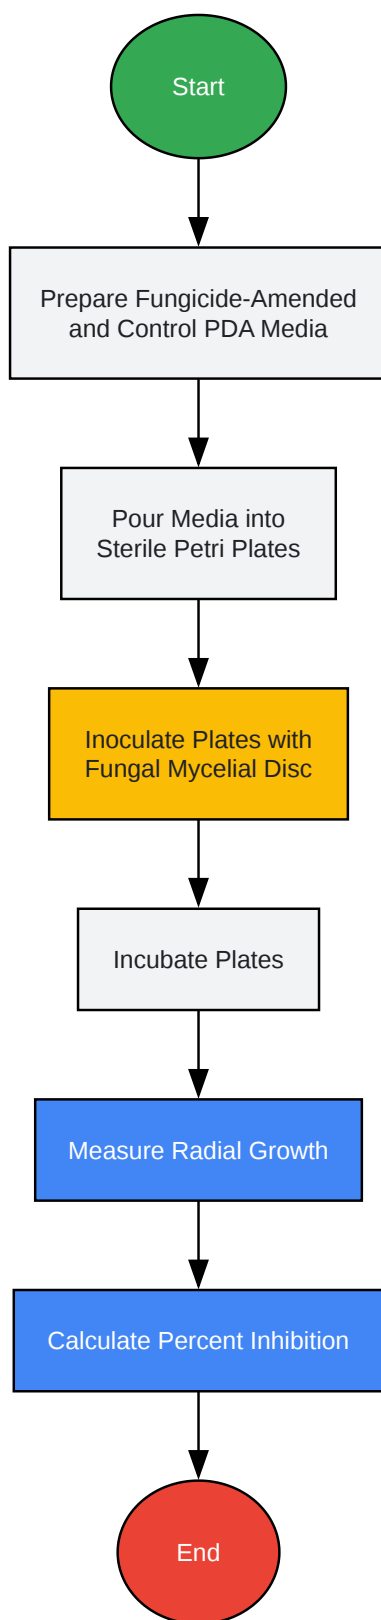 Start
Prepare Fungicide-Amended
and Control PDA Media
Pour Media into
Sterile Petri Plates
Inoculate Plates with
Fungal Mycelial Disc
Incubate Plates
Measure Radial Growth
Calculate Percent Inhibition
End